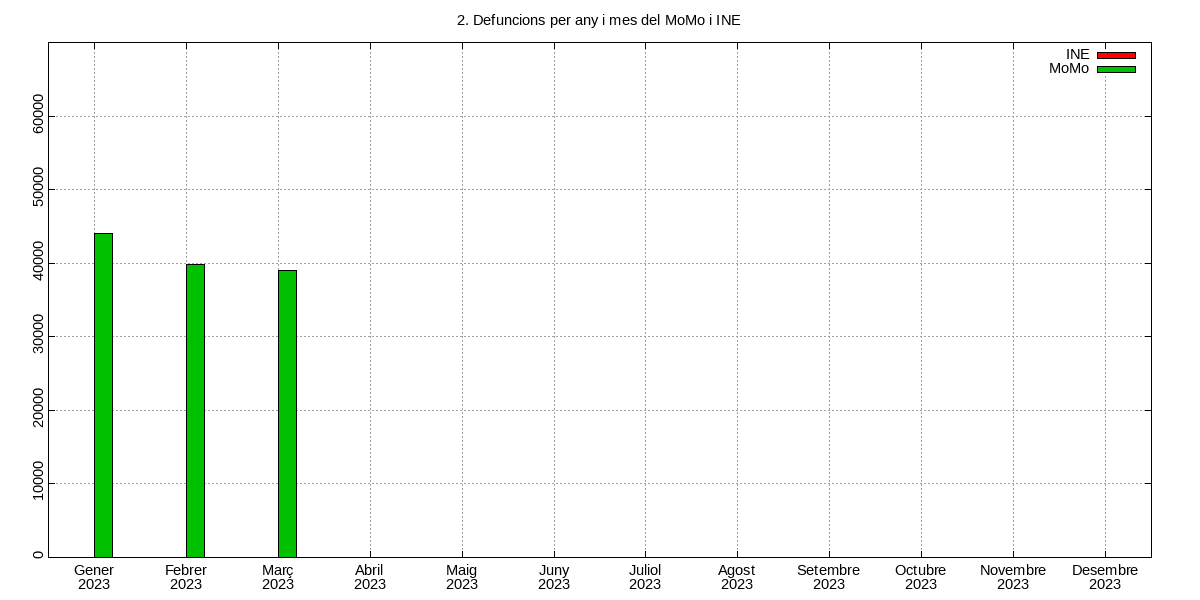 2. Defuncions per any i mes del MoMo i INE
INE
MoMo
60000
50000
40000
30000
20000
10000
0
Gener Febrer Març Abril Maig Juny Juliol Agost Setembre Octubre Novembre Desembre
2023 2023 2023 2023 2023 2023 2023 2023 2023 2023 2023 2023